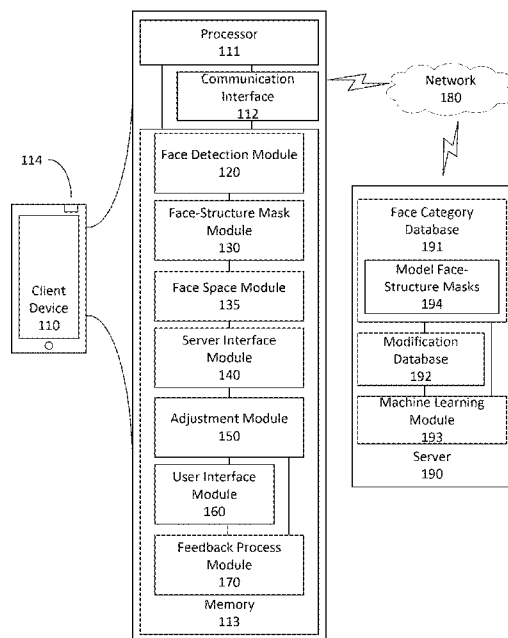 Processor
111
Communication
Interface
112
Network
180
114
Face Detection Module
120
Face-Structure Mask
Module
130
Face Space Module
135
Server Interface
Module
140
Adjustment Module
150
User Interface
Module
160
Feedback Process
Module
170
Memory
113
Client
Device
110
Face Category
Database
191
Model Face-
Structure Masks
194
Modification
Database
192
Machine Learning
Module
193
Server
190